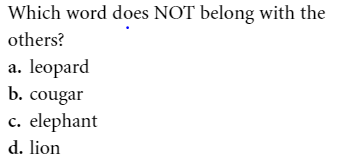 Which word does NOT belong with the
others?
a. leopard
b. cougar
c. elephant
d. lion